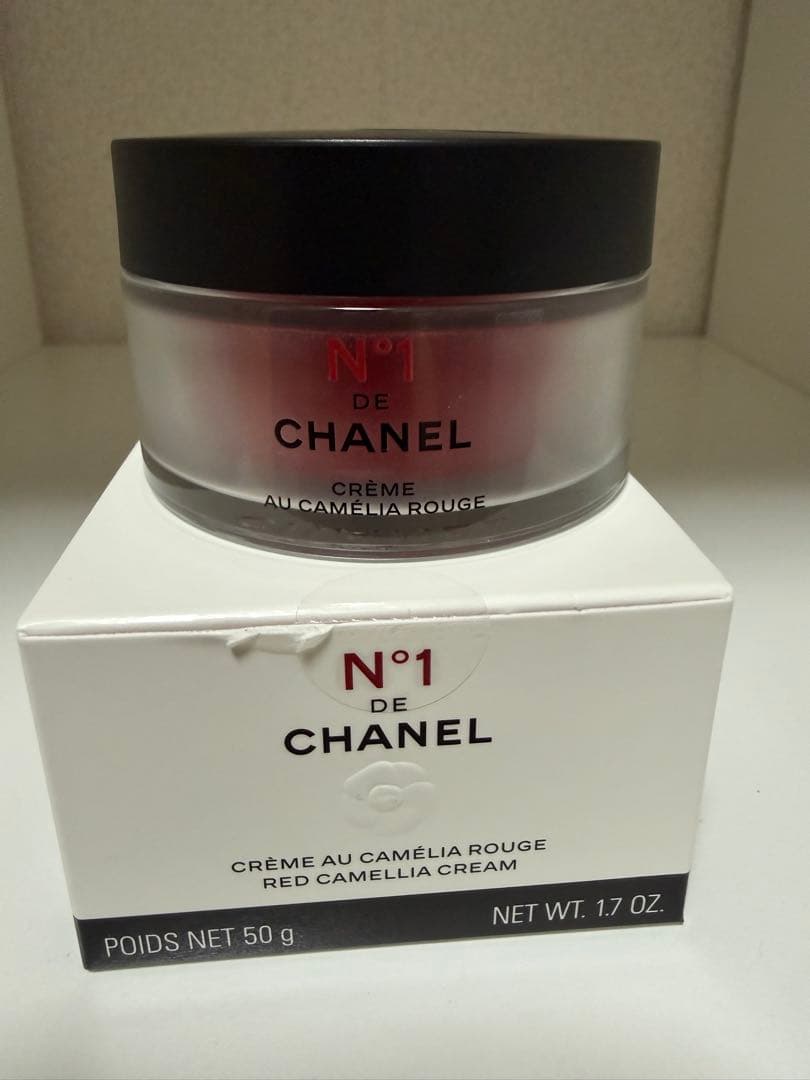 N°1
DE
CHANEL
CRÈME
AU CAMÉLIA ROUGE
N°1
DE
CHANEL
CRÈME AU CAMÉLIA ROUGE
RED CAMELLIA CREAM
POIDS NET 50 g
NET WT. 1.7 OZ.